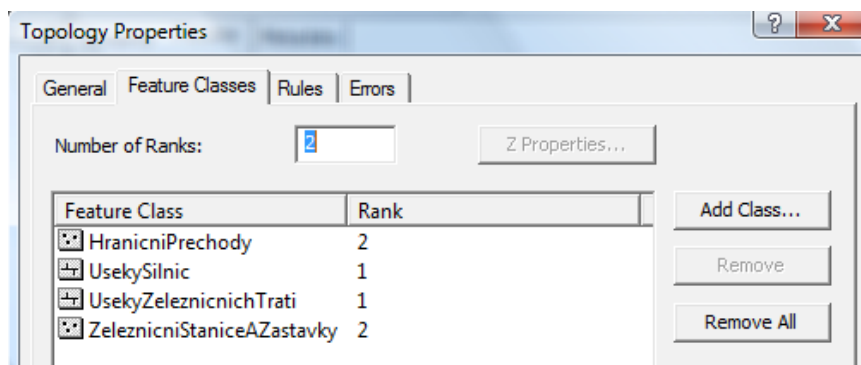 Topology Properties
General Feature Classes Rules Errors
Number of Ranks: 2 Z Properties...
Feature Class Rank Add Class...
HranicniPrechody 2
UsekySilnic 1 Remove
UsekyZeleznicnichTrati 1
ZeleznicniStaniceAZastavky 2 Remove All